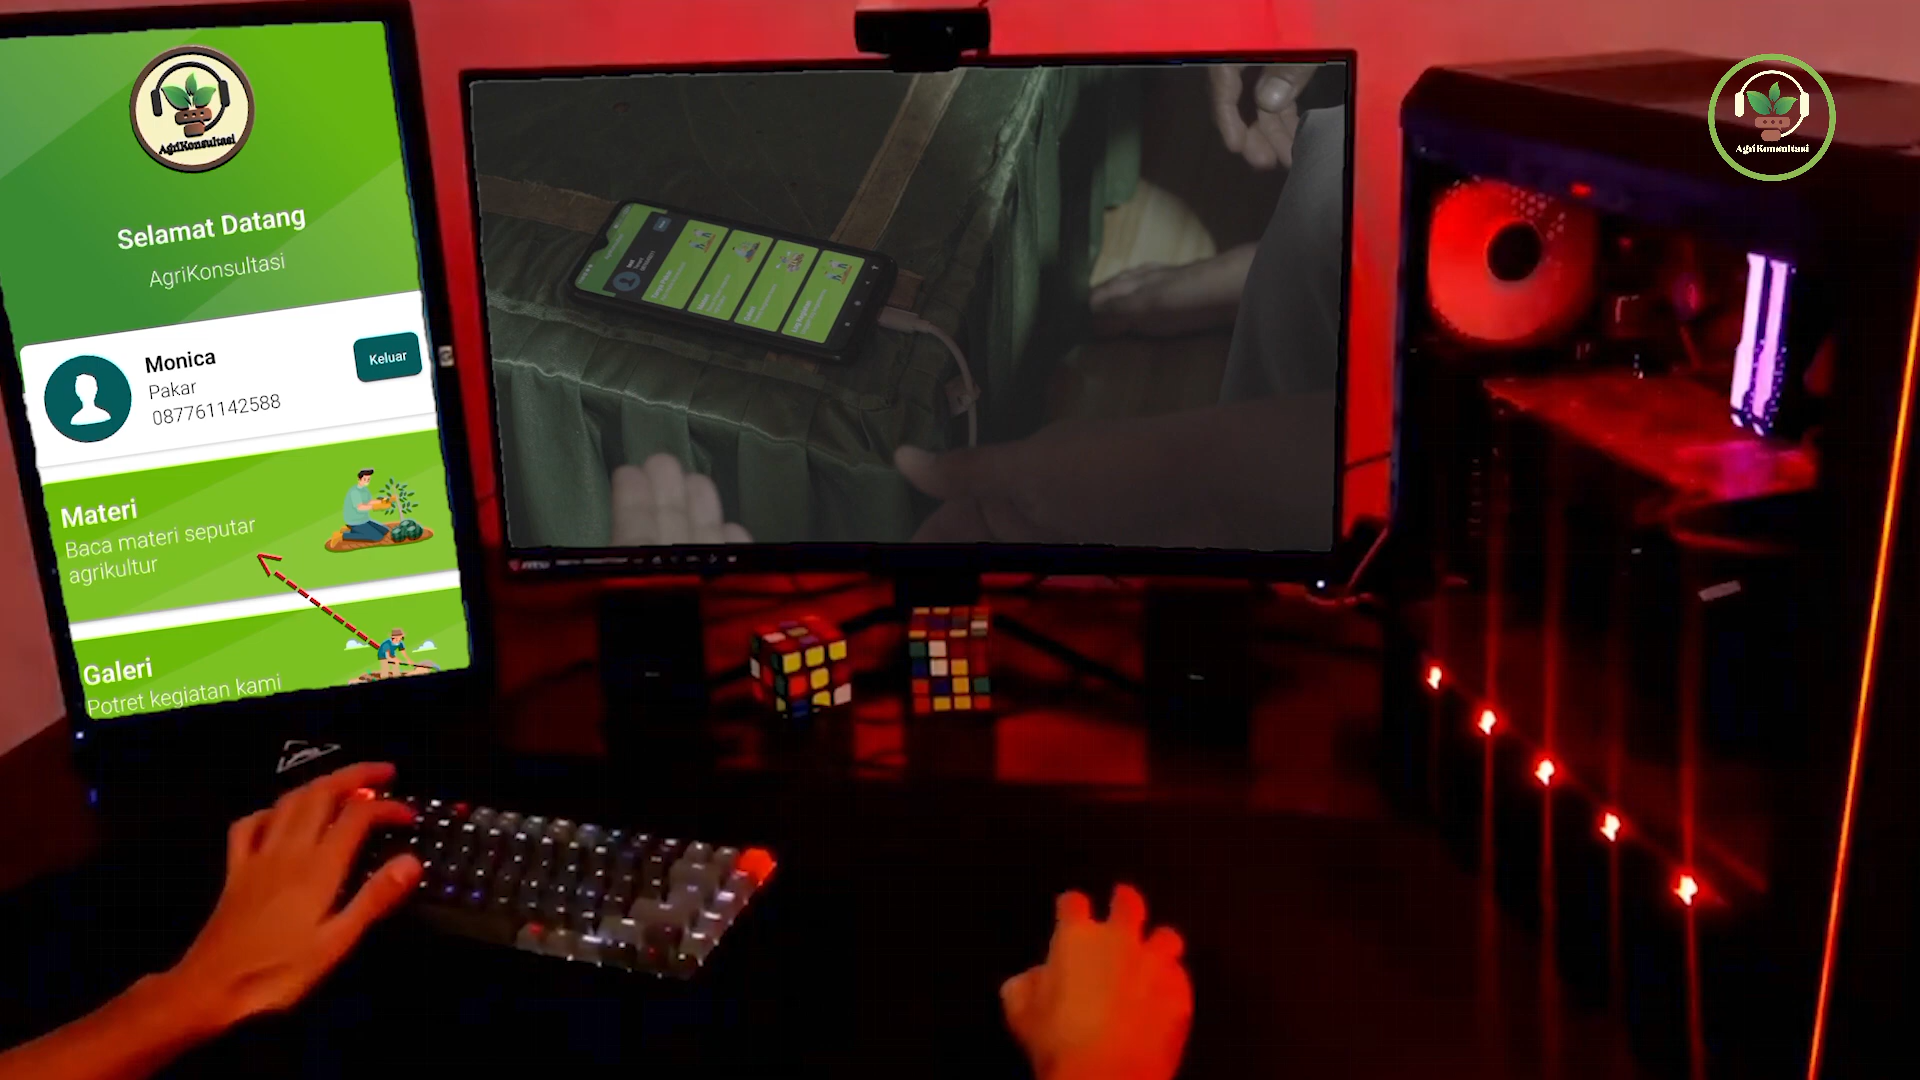 AgriKonsultasi
Selamat Datang
AgriKonsultasi
Monica
Pakar
087761142588
Keluar
Materi
Baca materi seputar
agrikultur
Galeri
Potret kegiatan kami
AgriKonsultasi